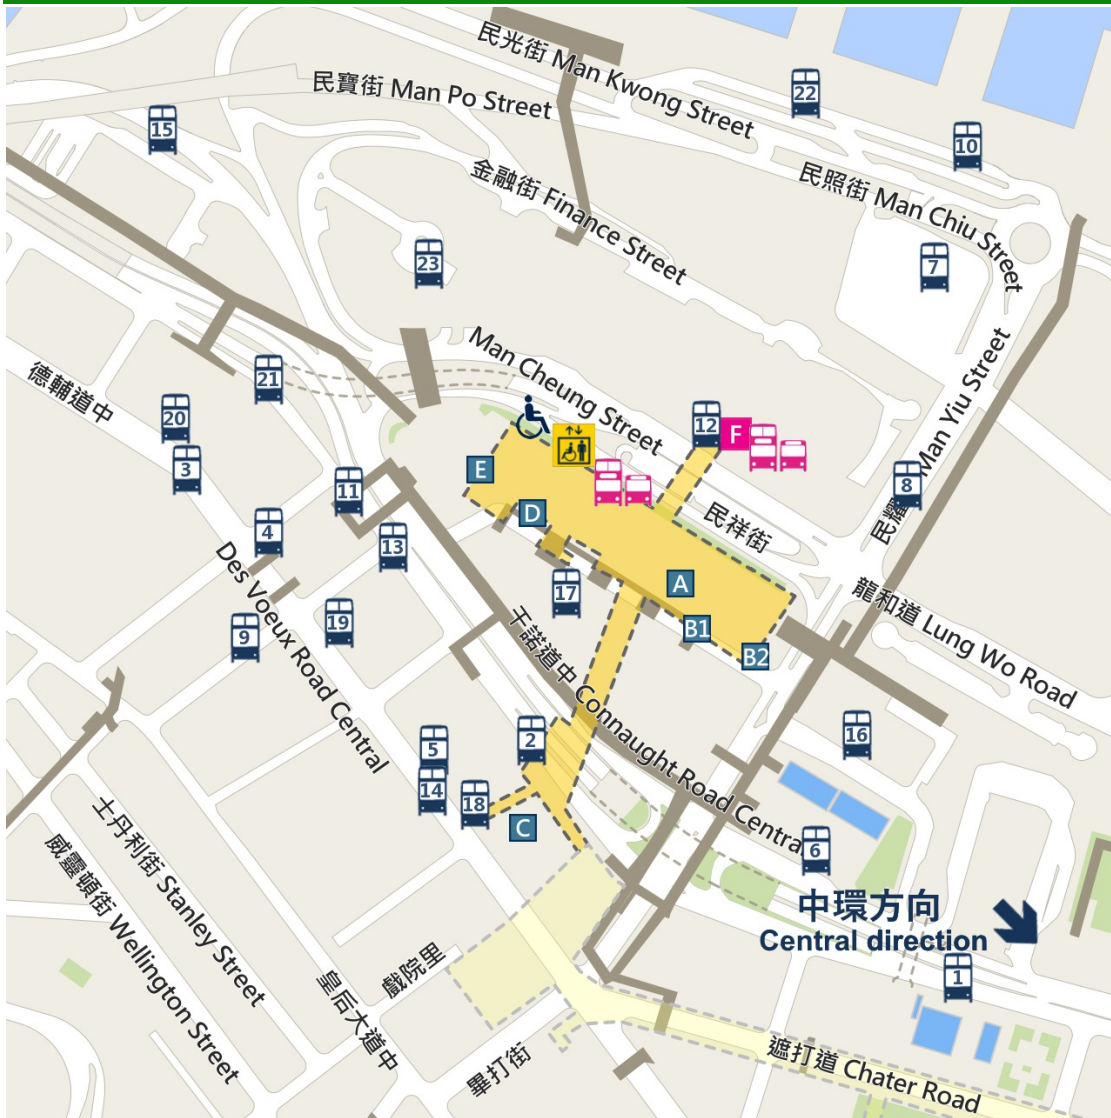 民光街 Man Kwong Street
22
民寶街 Man Po Street
15
10
金融街 Finance Street
民照街 Man Chiu Street
23
7
Man Cheung Street
民祥街
21
德輔道中
20
12
F
3
E
11
8
民耀 Man Yiu Street
D
4
13
A
17
龍和道 Lung Wo Road
19
9
B1
B2
Des Voeux Road Central
干諾道中 Connaught Road Central
2
16
5
14
18
C
6
士丹利街 Stanley Street
威靈頓街 Wellington Street
中環方向
Central direction
戲院里
1
皇后大道中
畢打街
遮打道 Chater Road